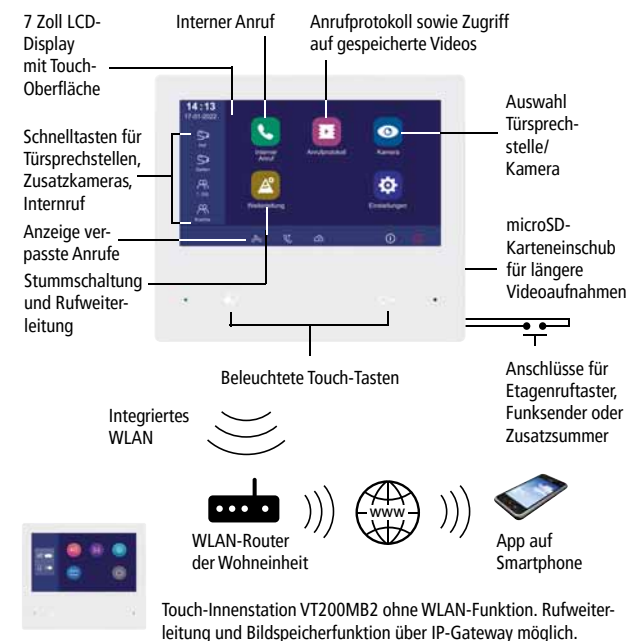 7 Zoll LCD-
Display
mit Touch-
Oberfläche
Interner Anruf
Anrufprotokoll sowie Zugriff
auf gespeicherte Videos
14:13
17-01-2022
Interner
Anruf
Anrufprotokoll
Kamera
Einstellungen
Auswahl
Türsprech-
stelle/
Kamera
Schnelltasten für
Türsprechstellen,
Zusatzkameras,
Internruf
Anzeige ver-
passte Anrufe
Stummschaltung
und Rufweiter-
leitung
microSD-
Karteneinschub
für längere
Videoaufnahmen
Beleuchtete Touch-Tasten
Anschlüsse für
Etagenruftaster,
Funksender oder
Zusatzsummer
Integriertes
WLAN
WLAN-Router
der Wohneinheit
www
App auf
Smartphone
Touch-Innenstation VT200MB2 ohne WLAN-Funktion. Rufweiter-
leitung und Bildspeicherfunktion über IP-Gateway möglich.